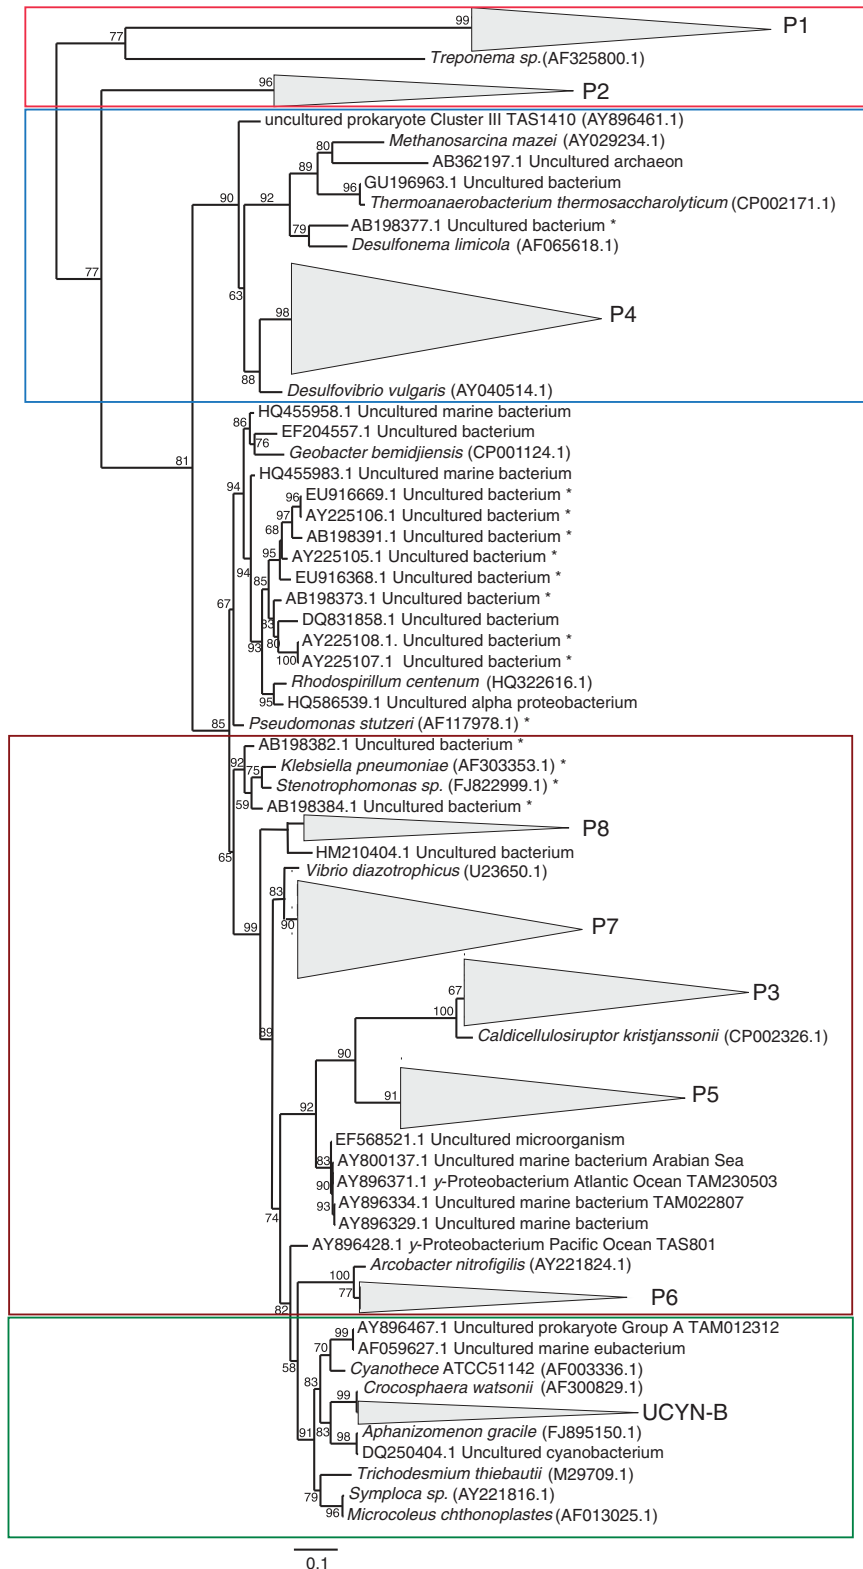 99
P1
77
Treponema sp.(AF325800.1)
96
P2
uncultured prokaryote Cluster III TAS1410 (AY896461.1)
80
Methanosarcina mazei (AY029234.1)
AB362197.1 Uncultured archaeon
89
96
GU196963.1 Uncultured bacterium
Thermoanaerobacterium thermosaccharolyticum (CP002171.1)
90
92
79
AB198377.1 Uncultured bacterium *
Desulfonema limicola (AF065618.1)
77
63
98
P4
88
Desulfovibrio vulgaris (AY040514.1)
HQ455958.1 Uncultured marine bacterium
86
EF204557.1 Uncultured bacterium
76
Geobacter bemidjiensis (CP001124.1)
81
HQ455983.1 Uncultured marine bacterium
94
96
EU916669.1 Uncultured bacterium *
97
AY225106.1 Uncultured bacterium *
68
AB198391.1 Uncultured bacterium *
95
AY225105.1 Uncultured bacterium *
94
85
EU916368.1 Uncultured bacterium *
67
AB198373.1 Uncultured bacterium *
83
DQ831858.1 Uncultured bacterium
93
80
AY225108.1. Uncultured bacterium *
100
AY225107.1 Uncultured bacterium *
Rhodospirillum centenum (HQ322616.1)
95
HQ586539.1 Uncultured alpha proteobacterium
85
Pseudomonas stutzeri (AF117978.1) *
AB198382.1 Uncultured bacterium *
92
75
Klebsiella pneumoniae (AF303353.1) *
Stenotrophomonas sp. (FJ822999.1) *
59
AB198384.1 Uncultured bacterium *
P8
65
HM210404.1 Uncultured bacterium
Vibrio diazotrophicus (U23650.1)
83
90
P7
99
67
P3
100
89
Caldicellulosiruptor kristjanssonii (CP002326.1)
90
91
P5
92
EF568521.1 Uncultured microorganism
83
AY800137.1 Uncultured marine bacterium Arabian Sea
90
AY896371.1 y-Proteobacterium Atlantic Ocean TAM230503
93
AY896334.1 Uncultured marine bacterium TAM022807
74
AY896329.1 Uncultured marine bacterium
AY896428.1 y-Proteobacterium Pacific Ocean TAS801
100
Arcobacter nitrofigilis (AY221824.1)
77
P6
82
99
AY896467.1 Uncultured prokaryote Group A TAM012312
70
AF059627.1 Uncultured marine eubacterium
58
Cyanothece ATCC51142 (AF003336.1)
83
Crocosphaera watsonii (AF300829.1)
99
UCYN-B
91
83
98
Aphanizomenon gracile (FJ895150.1)
DQ250404.1 Uncultured cyanobacterium
Trichodesmium thiebautii (M29709.1)
79
Symploca sp. (AY221816.1)
96
Microcoleus chthonoplastes (AF013025.1)
0.1